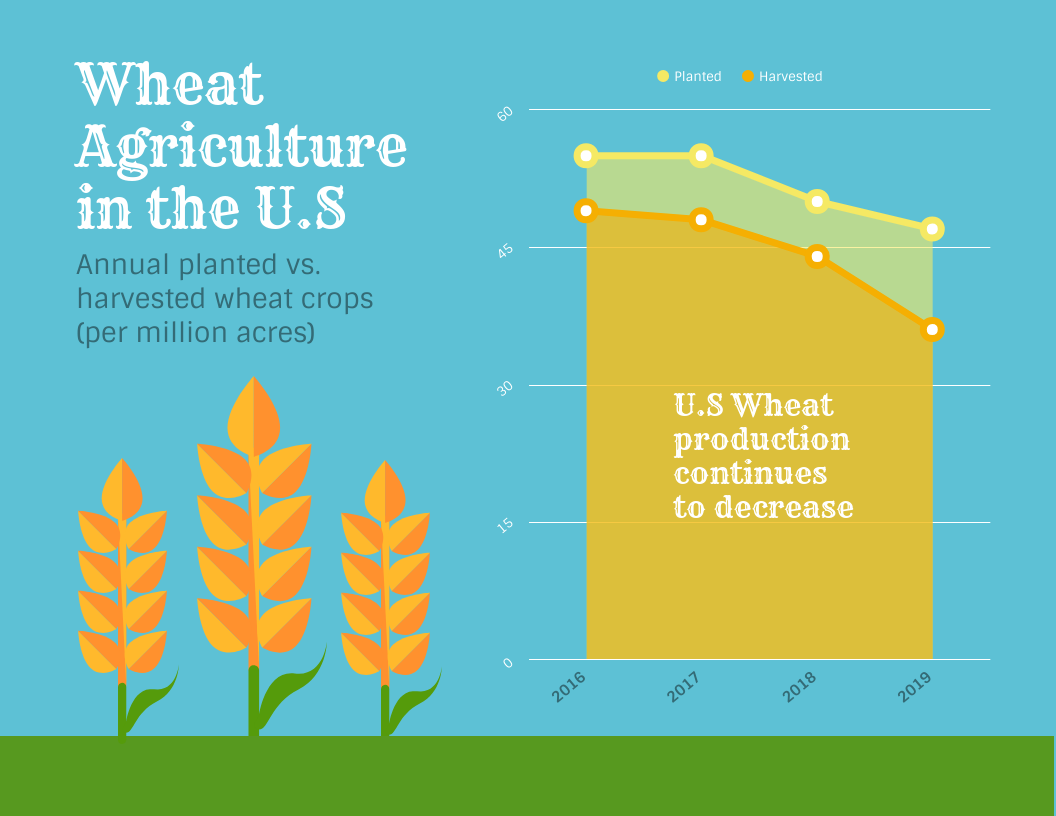 Wheat
Agriculture
in the U.S
Annual planted vs.
harvested wheat crops
(per million acres)
Planted
Harvested
60
45
30
15
0
U.S Wheat
production
continues
to decrease
2016
2017
2018
2019